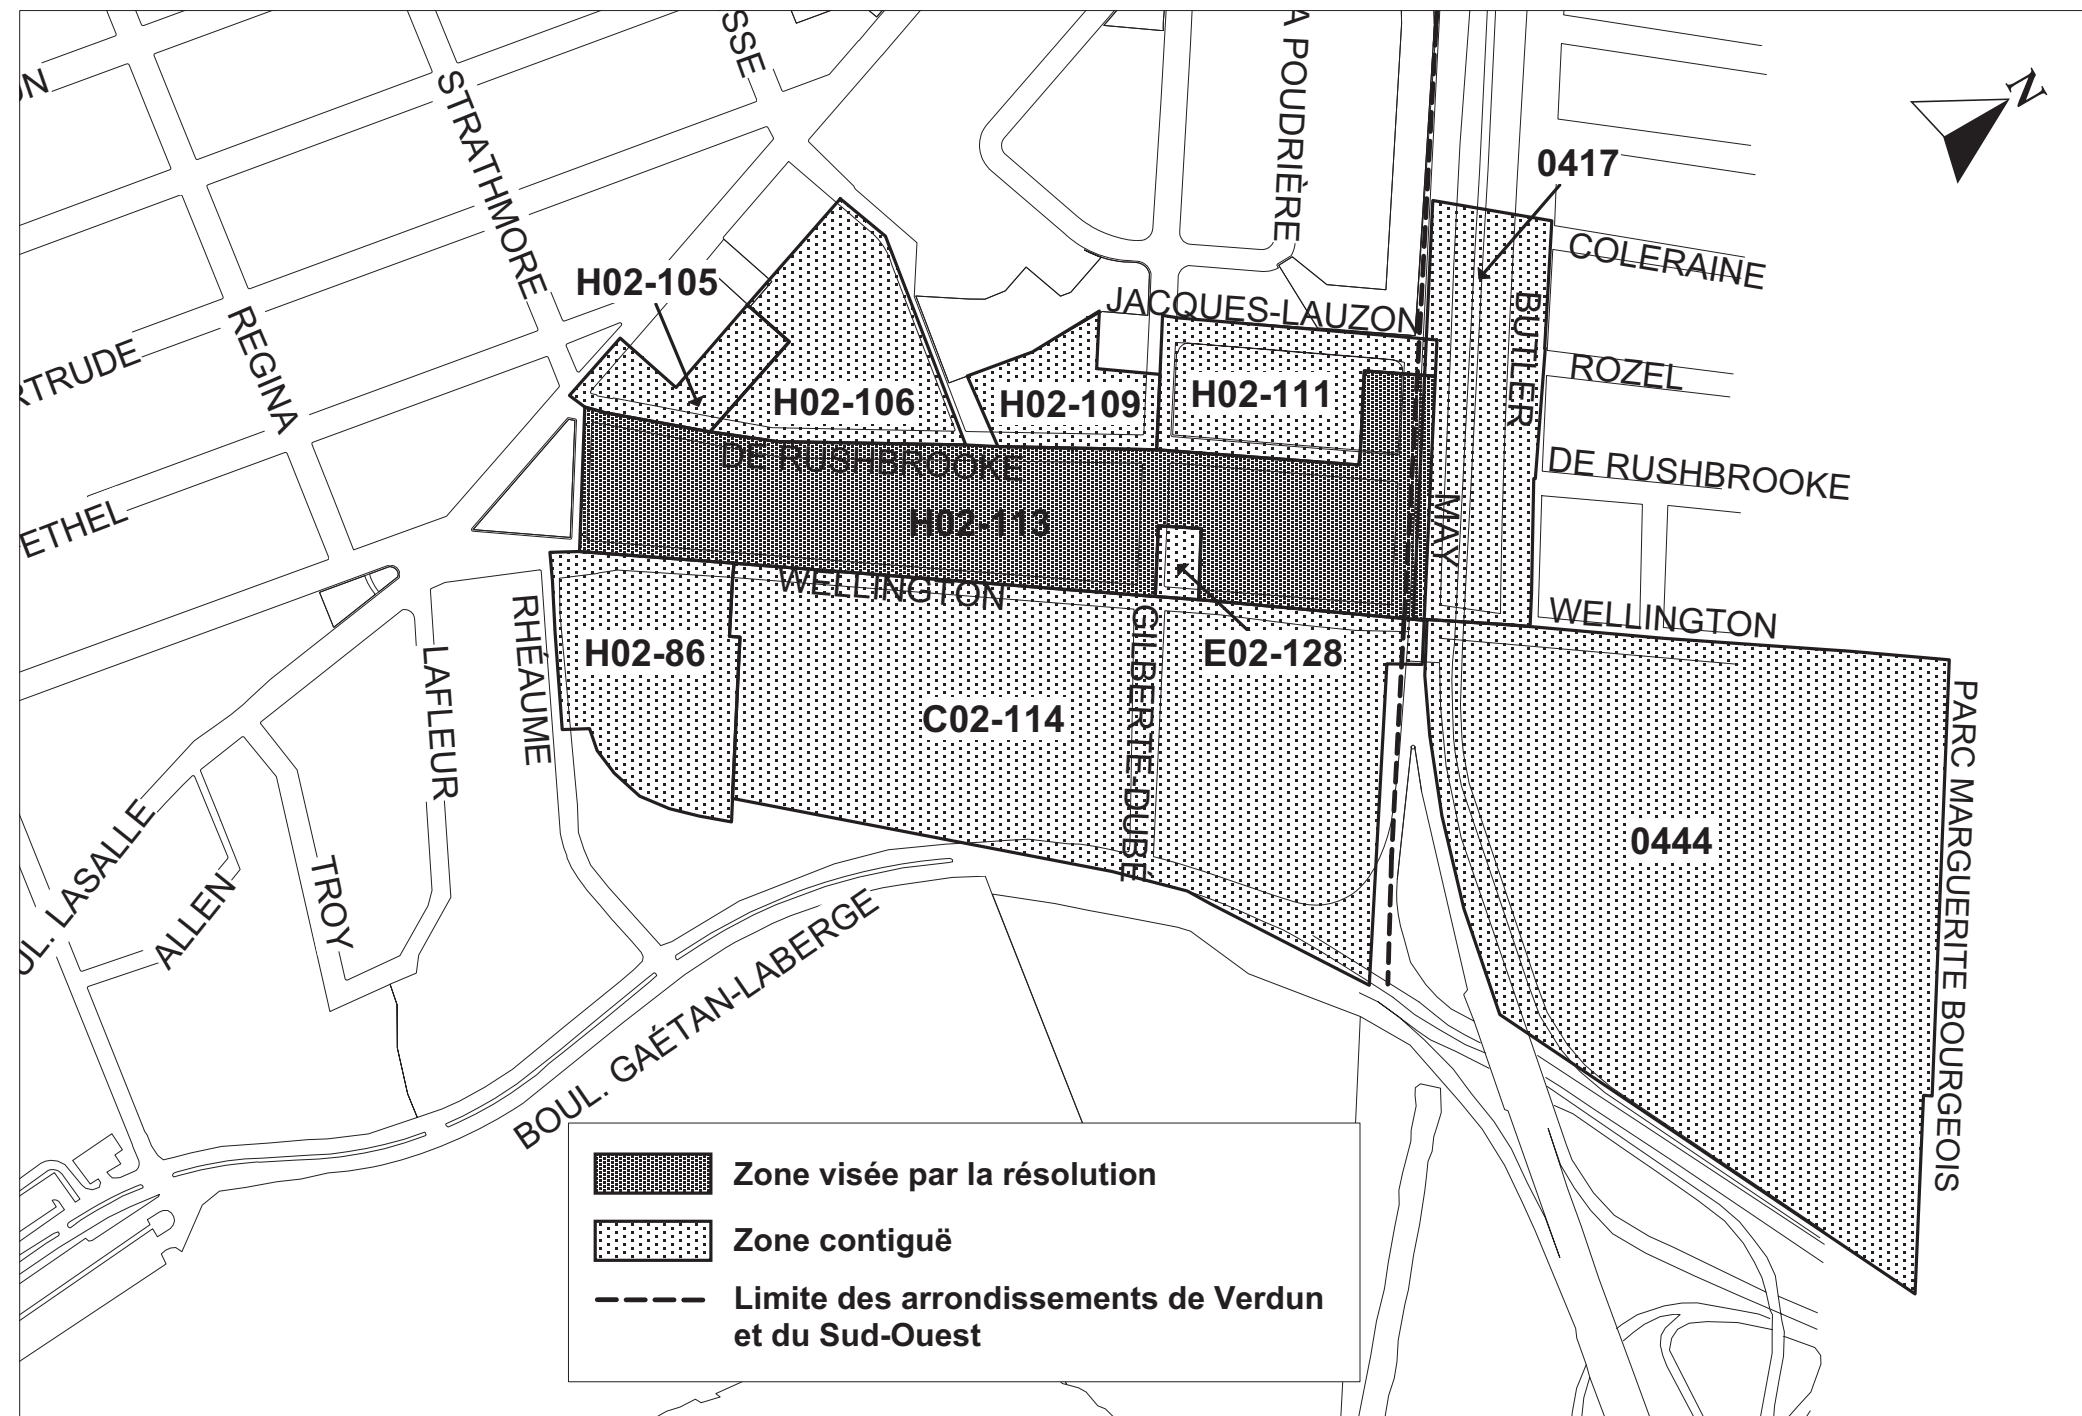 STRATHMORE
A POUDRIÈRE
N
0417
COLERAINE
H02-105
JACQUES-LAUZON
BUTLER
REGINA
ROZEL
H02-106
H02-109
H02-111
DE RUSHBROOKE
DE RUSHBROOKE
ETHEL
H02-113
MAY
WELLINGTON
WELLINGTON
RHÉAUME
LAFLEUR
H02-86
GILBERTE-DUBÉ
E02-128
C02-114
PARC MARGUERITE BOURGEOIS
0444
UL. LASALLE
ALLEN
TROY
BOUL. GAÉTAN-LABERGE
Zone visée par la résolution
Zone contiguë
Limite des arrondissements de Verdun
et du Sud-Ouest